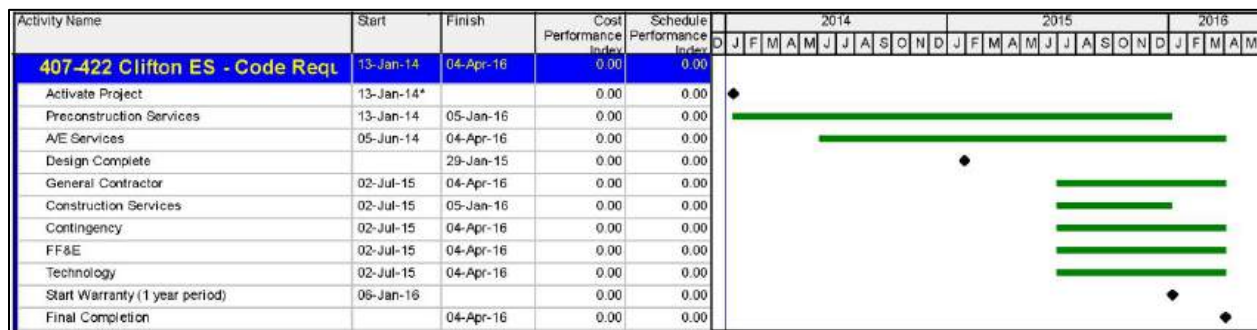 Activity Name Start Finish Cost Performance Index Schedule Performance Index 2014 2015 2016
D J F M A M J J A S O N D J F M A M J J A S O N D J F M A M
407-422 Clifton ES - Code Requ 13-Jan-14 04-Apr-16 0.00 0.00
Activate Project 13-Jan-14* 0.00 0.00
Preconstruction Services 13-Jan-14 05-Jan-16 0.00 0.00
A/E Services 05-Jun-14 04-Apr-16 0.00 0.00
Design Complete 29-Jan-15 0.00 0.00
General Contractor 02-Jul-15 04-Apr-16 0.00 0.00
Construction Services 02-Jul-15 05-Jan-16 0.00 0.00
Contingency 02-Jul-15 04-Apr-16 0.00 0.00
FF&E 02-Jul-15 04-Apr-16 0.00 0.00
Technology 02-Jul-15 04-Apr-16 0.00 0.00
Start Warranty (1 year period) 06-Jan-16 0.00 0.00
Final Completion 04-Apr-16 0.00 0.00